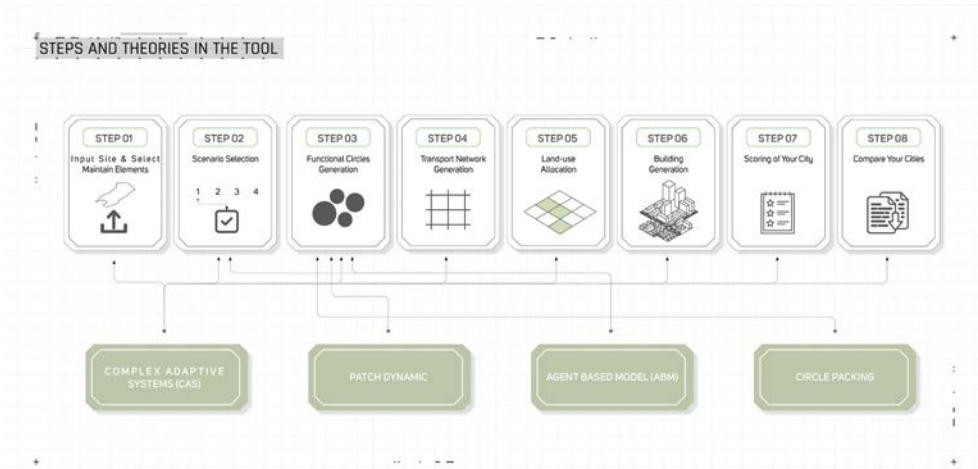 STEPS AND THEORIES IN THE TOOL
STEP 01
Input Site & Select
Maintain Elements
STEP 02
Scenario Selection
1 2 3 4
STEP 03
Functional Circles
Generation
STEP 04
Transport Network
Generation
STEP 05
Land-use
Allocation
STEP 06
Building
Generation
STEP 07
Scoring of Your City
STEP 08
Compare Your Cities
COMPLEX ADAPTIVE
SYSTEMS (CAS)
PATCH DYNAMIC
AGENT BASED MODEL (ABM)
CIRCLE PACKING